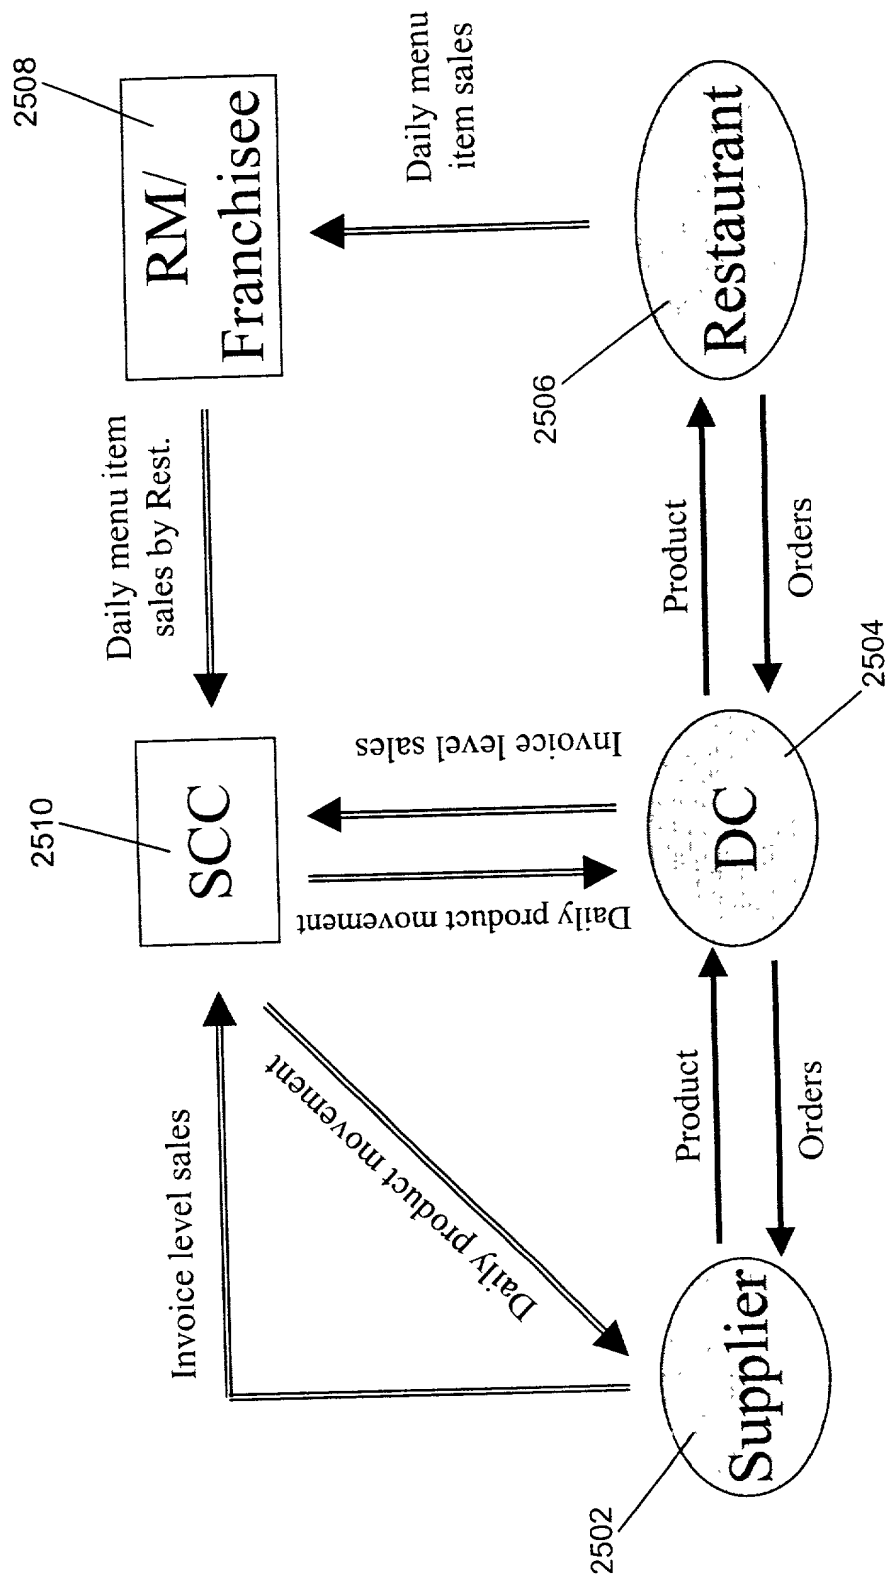 2510
2508
Invoice level sales
Daily menu item
sales by Rest.
SCC
RM/
Franchisee
Daily product movement
Daily product movement
Invoice level sales
Daily menu
item sales
2502
2506
Product
Product
Supplier
DC
Restaurant
Orders
Orders
2504